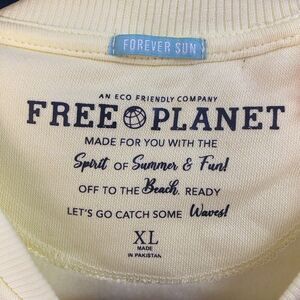 FOREVER SUN
AN ECO FRIENDLY COMPANY
FREE PLANET
MADE FOR YOU WITH THE
Spirit OF Summer & Fun!
OFF TO THE Beach, READY
LET'S GO CATCH SOME Waves!
XL
MADE
IN PAKISTAN